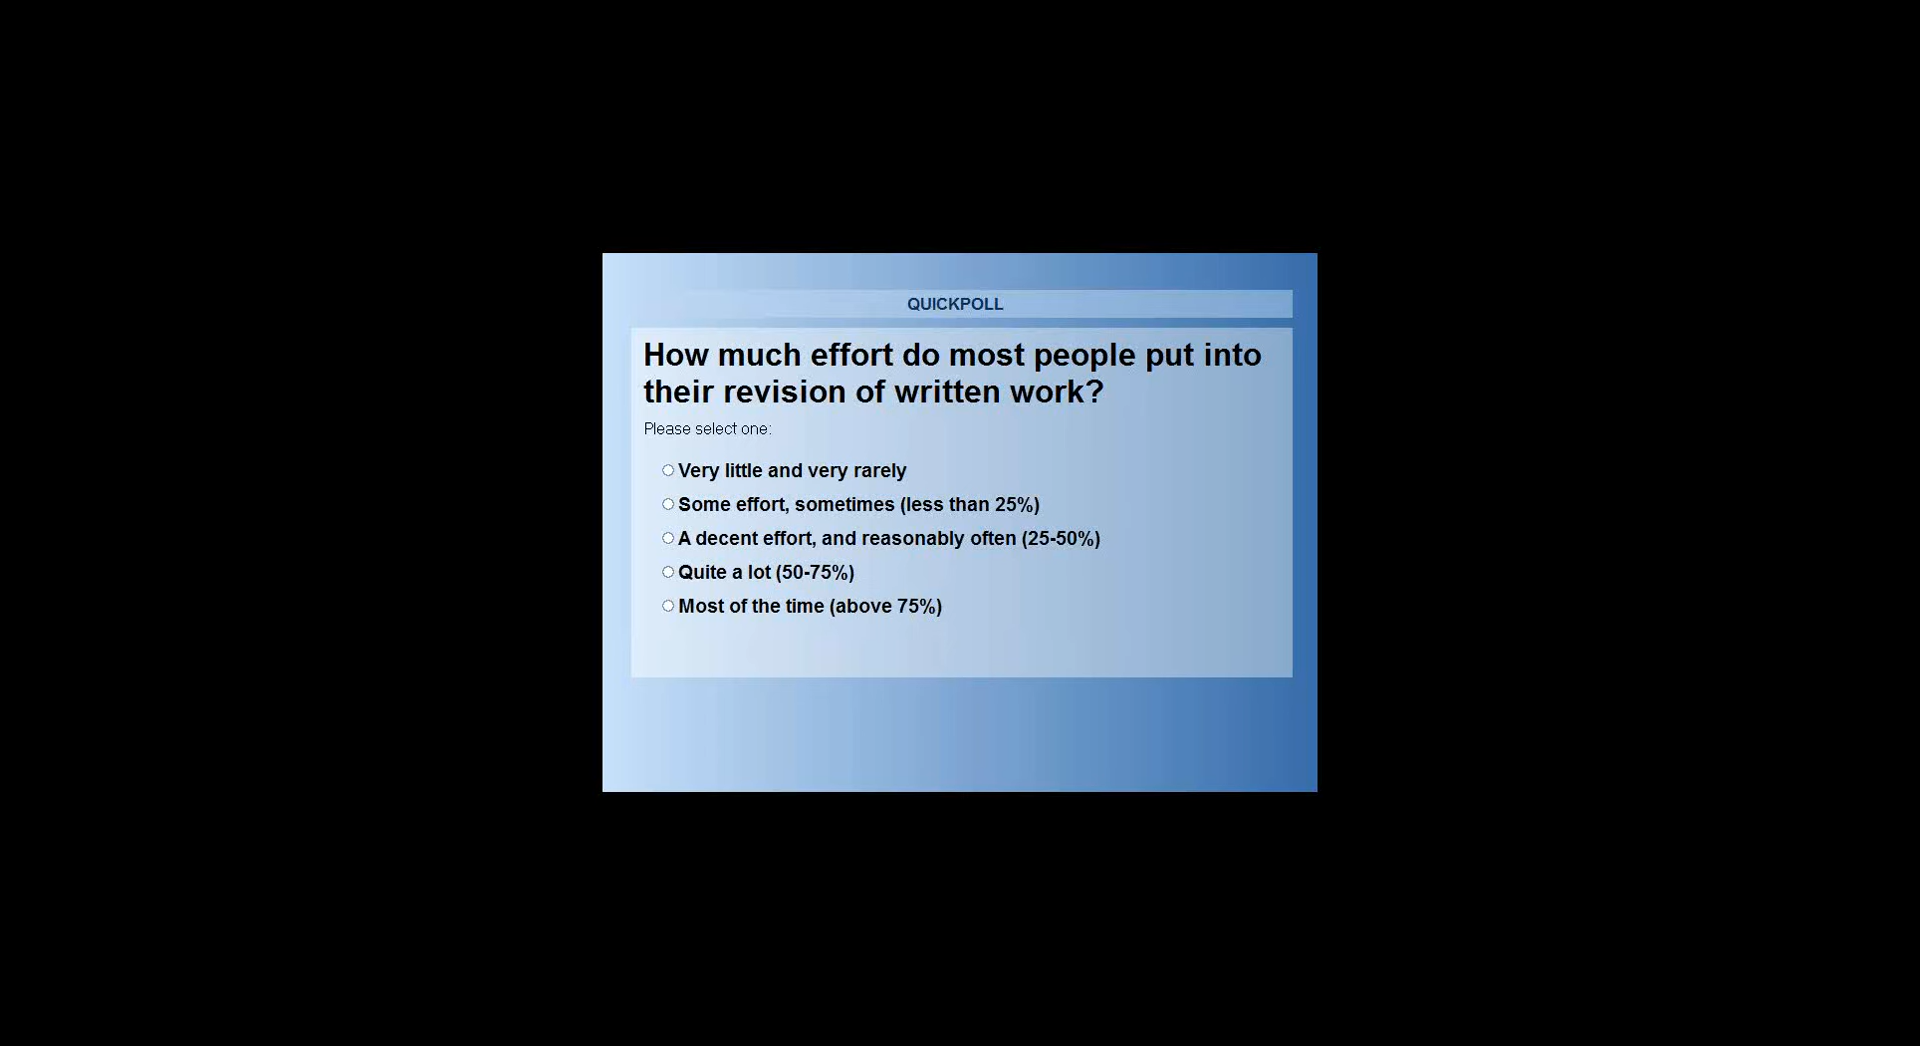 QUICKPOLL
How much effort do most people put into
their revision of written work?
Please select one:
Very little and very rarely
Some effort, sometimes (less than 25%)
A decent effort, and reasonably often (25-50%)
Quite a lot (50-75%)
Most of the time (above 75%)